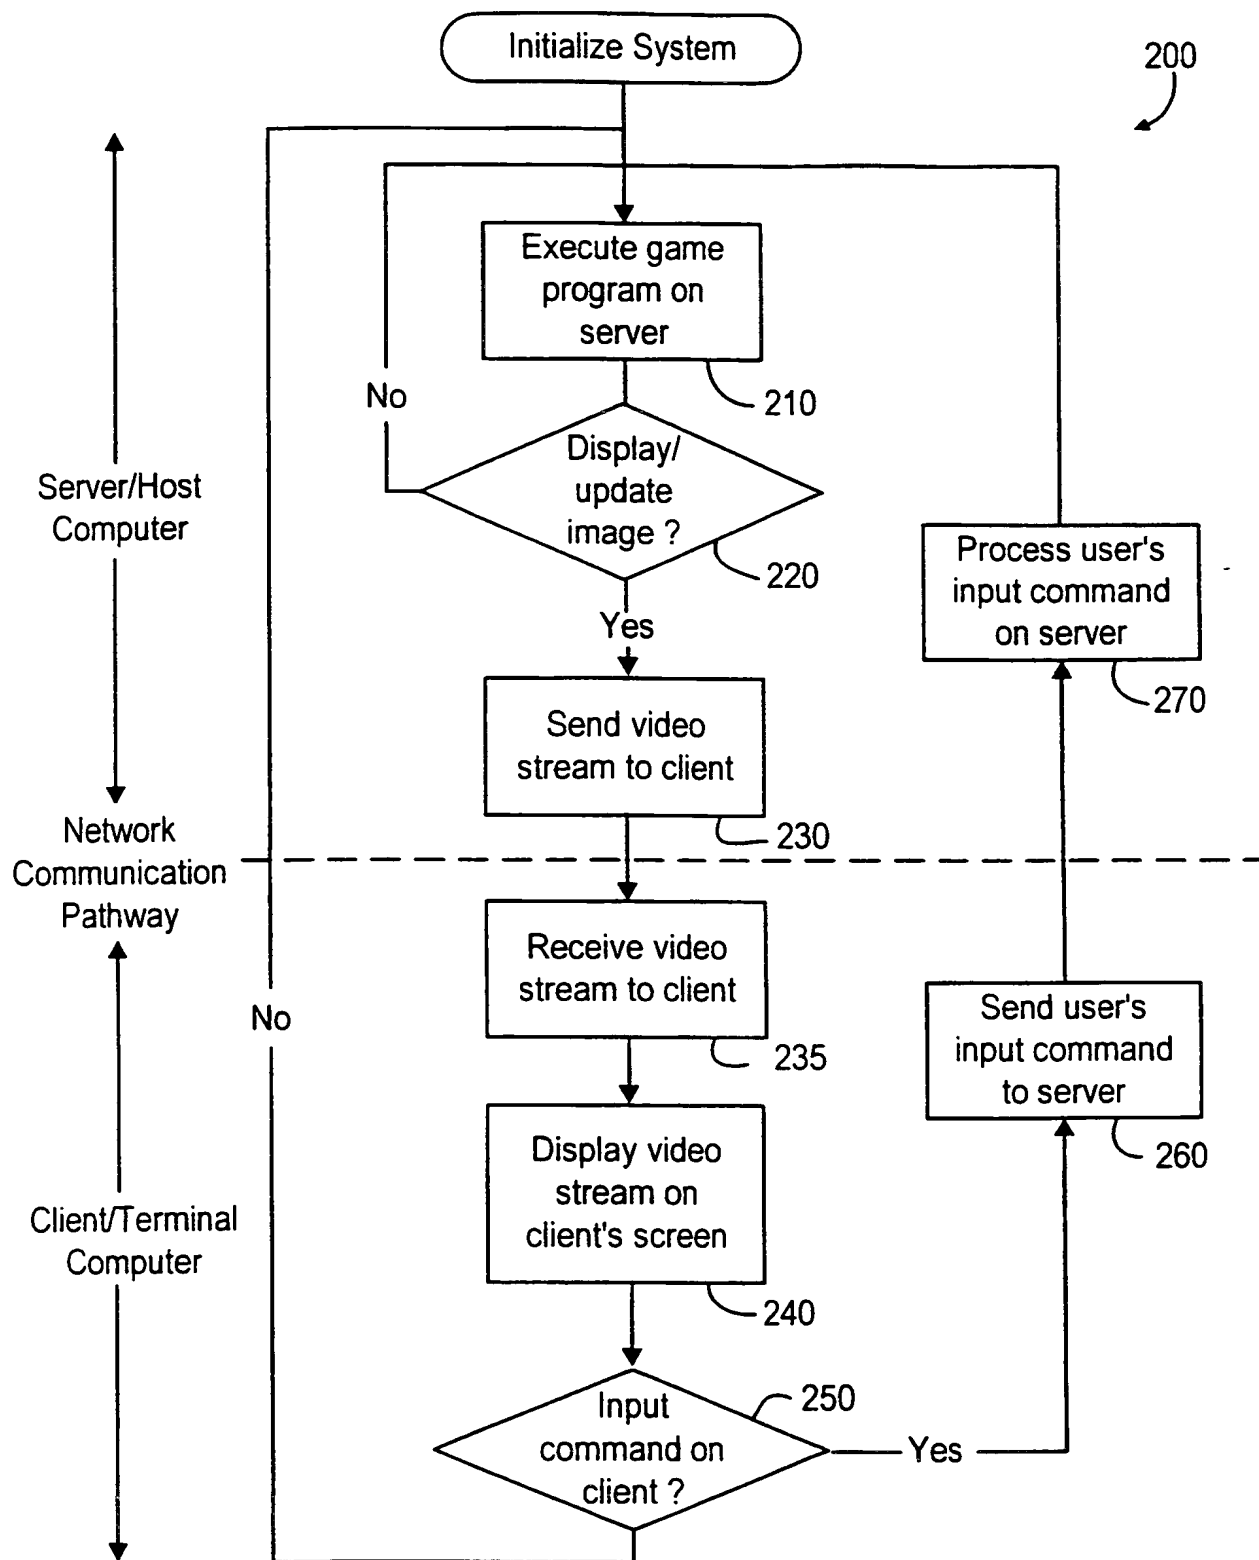 Initialize System
200
Execute game
program on
server
210
No
Display/
update
image ?
220
Server/Host
Computer
Process user's
input command
on server
270
Yes
Send video
stream to client
230
Network
Communication
Pathway
Receive video
stream to client
235
No
Send user's
input command
to server
260
Display video
stream on
client's screen
240
Client/Terminal
Computer
Input
command on
client ?
250
Yes